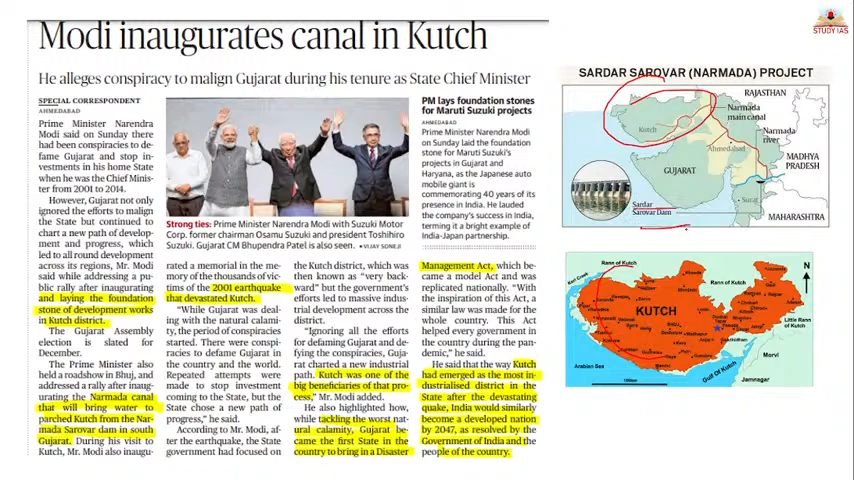 Modi inaugurates canal in Kutch
He alleges conspiracy to malign Gujarat during his tenure as State Chief Minister
SPECIAL CORRESPONDENT
AHMEDABAD
Prime Minister Narendra
Modi said on Sunday there
had been conspiracies to de-
fame Gujarat and stop in-
vestments in his home State
when he was the Chief Minis-
ter from 2001 to 2014.
However, Gujarat not only
ignored the efforts to malign
the State but continued to
chart a new path of develop-
ment and progress, which
led to all round development
across its regions, Mr. Modi
said while addressing a pu-
blic rally after inaugurating
and laying the foundation
stone of development works
in Kutch district.
The Gujarat Assembly
election is slated for
December.
The Prime Minister also
held a roadshow in Bhuj, and
addressed a rally after inaug-
urating the Narmada canal
that will bring water to
parched Kutch from the Nar-
mada Sarovar dam in south
Gujarat. During his visit to
Kutch, Mr. Modi also inaugu-
Strong ties: Prime Minister Narendra Modi with Suzuki Motor
Corp. former chairman Osamu Suzuki and president Toshihiro
Suzuki. Gujarat CM Bhupendra Patel is also seen. • VIJAY SONEJI
rated a memorial in the me-
mory of the thousands of vic-
tims of the 2001 earthquake
that devastated Kutch.
“While Gujarat was deal-
ing with the natural calami-
ty, the period of conspiracies
started. There were conspi-
racies to defame Gujarat in
the country and the world.
Repeated attempts were
made to stop investment
coming to the State, but the
State chose a new path of
progress,” he said.
According to Mr. Modi, af-
ter the earthquake, the State
government had focused on
the Kutch district, which was
then known as “very back-
ward” but the government's
efforts led to massive indus-
trial development across the
district.
“Ignoring all the efforts
for defaming Gujarat and de-
fying the conspiracies, Guja-
rat charted a new industrial
path. Kutch was one of the
big beneficiaries of that pro-
cess,” Mr. Modi added.
He also highlighted how,
while tackling the worst nat-
ural calamity, Gujarat be-
came the first State in the
country to bring in a Disaster
PM lays foundation stones
for Maruti Suzuki projects
AHMEDABAD
Prime Minister Narendra Modi
on Sunday laid the foundation
stone for Maruti Suzuki's
projects in Gujarat and
Haryana, as the Japanese auto
mobile giant is
commemorating 40 years of its
presence in India. He lauded
the company's success in India,
terming it a bright example of
India-Japan partnership.
Management Act, which be-
came a model Act and was
replicated nationally. “With
the inspiration of this Act, a
similar law was made for the
whole country. This Act
helped every government in
the country during the pan-
demic,” he said.
He said that the way Kutch
had emerged as the most in-
dustrialised district in the
State after the devastating
quake, India would similarly
become a developed nation
by 2047, as resolved by the
Government of India and the
people of the country.
STUDY IAS
SARDAR SAROVAR (NARMADA) PROJECT
RAJASTHAN
Narmada
main canal
Kutch
Narmada
river
Ahmedabad
MADHYA
PRADESH
GUJARAT
Sardar
Sarovar Dam
Surat
MAHARASHTRA
Rann of Kutch
N
Rann of Kutch
KUTCH
Little Rann
of Kutch
Arabian Sea
Gulf Of Kutch
Morvi
Jamnagar